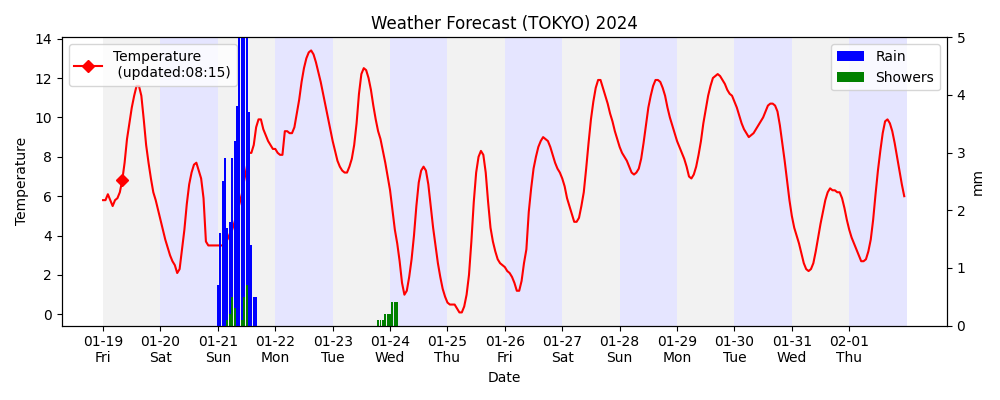 Weather Forecast (TOKYO) 2024
Temperature
(updated:08:15)
Rain
Showers
Temperature
14
12
10
8
6
4
2
0
5
4
3
2
1
0
mm
01-19 01-20 01-21 01-22 01-23 01-24 01-25 01-26 01-27 01-28 01-29 01-30 01-31 02-01
Fri Sat Sun Mon Tue Wed Thu Fri Sat Sun Mon Tue Wed Thu
Date